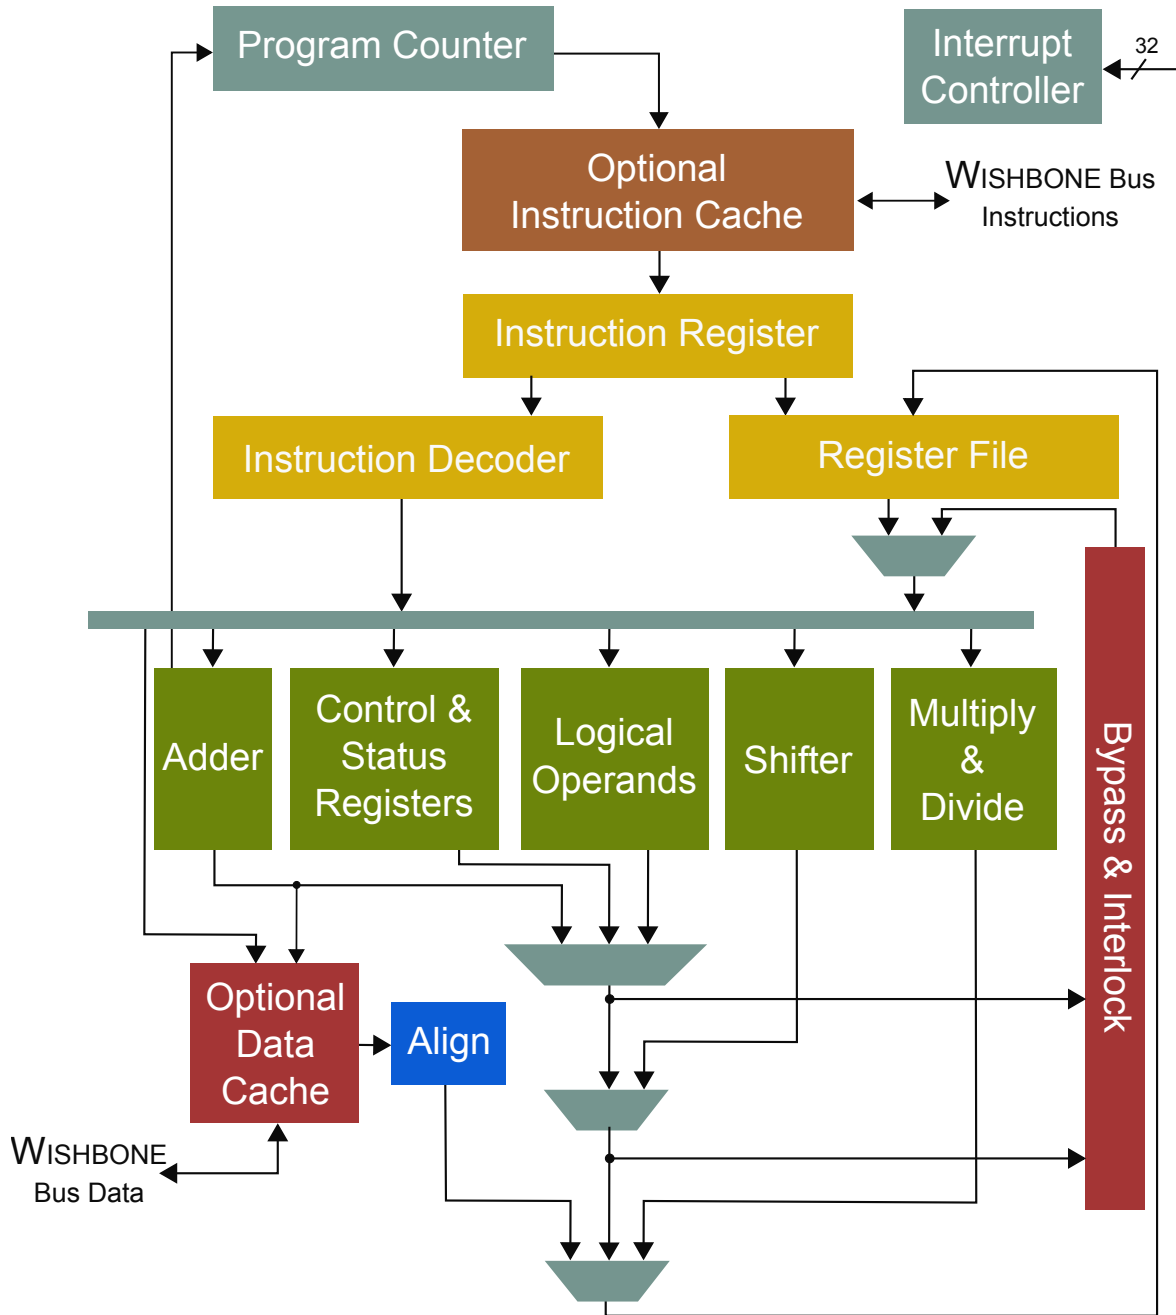 Program Counter
Interrupt
Controller
32
Optional
Instruction Cache
WISHBONE Bus
Instructions
Instruction Register
Instruction Decoder
Register File
Adder
Control &
Status
Registers
Logical
Operands
Shifter
Multiply
&
Divide
Bypass & Interlock
Optional
Data
Cache
Align
WISHBONE
Bus Data